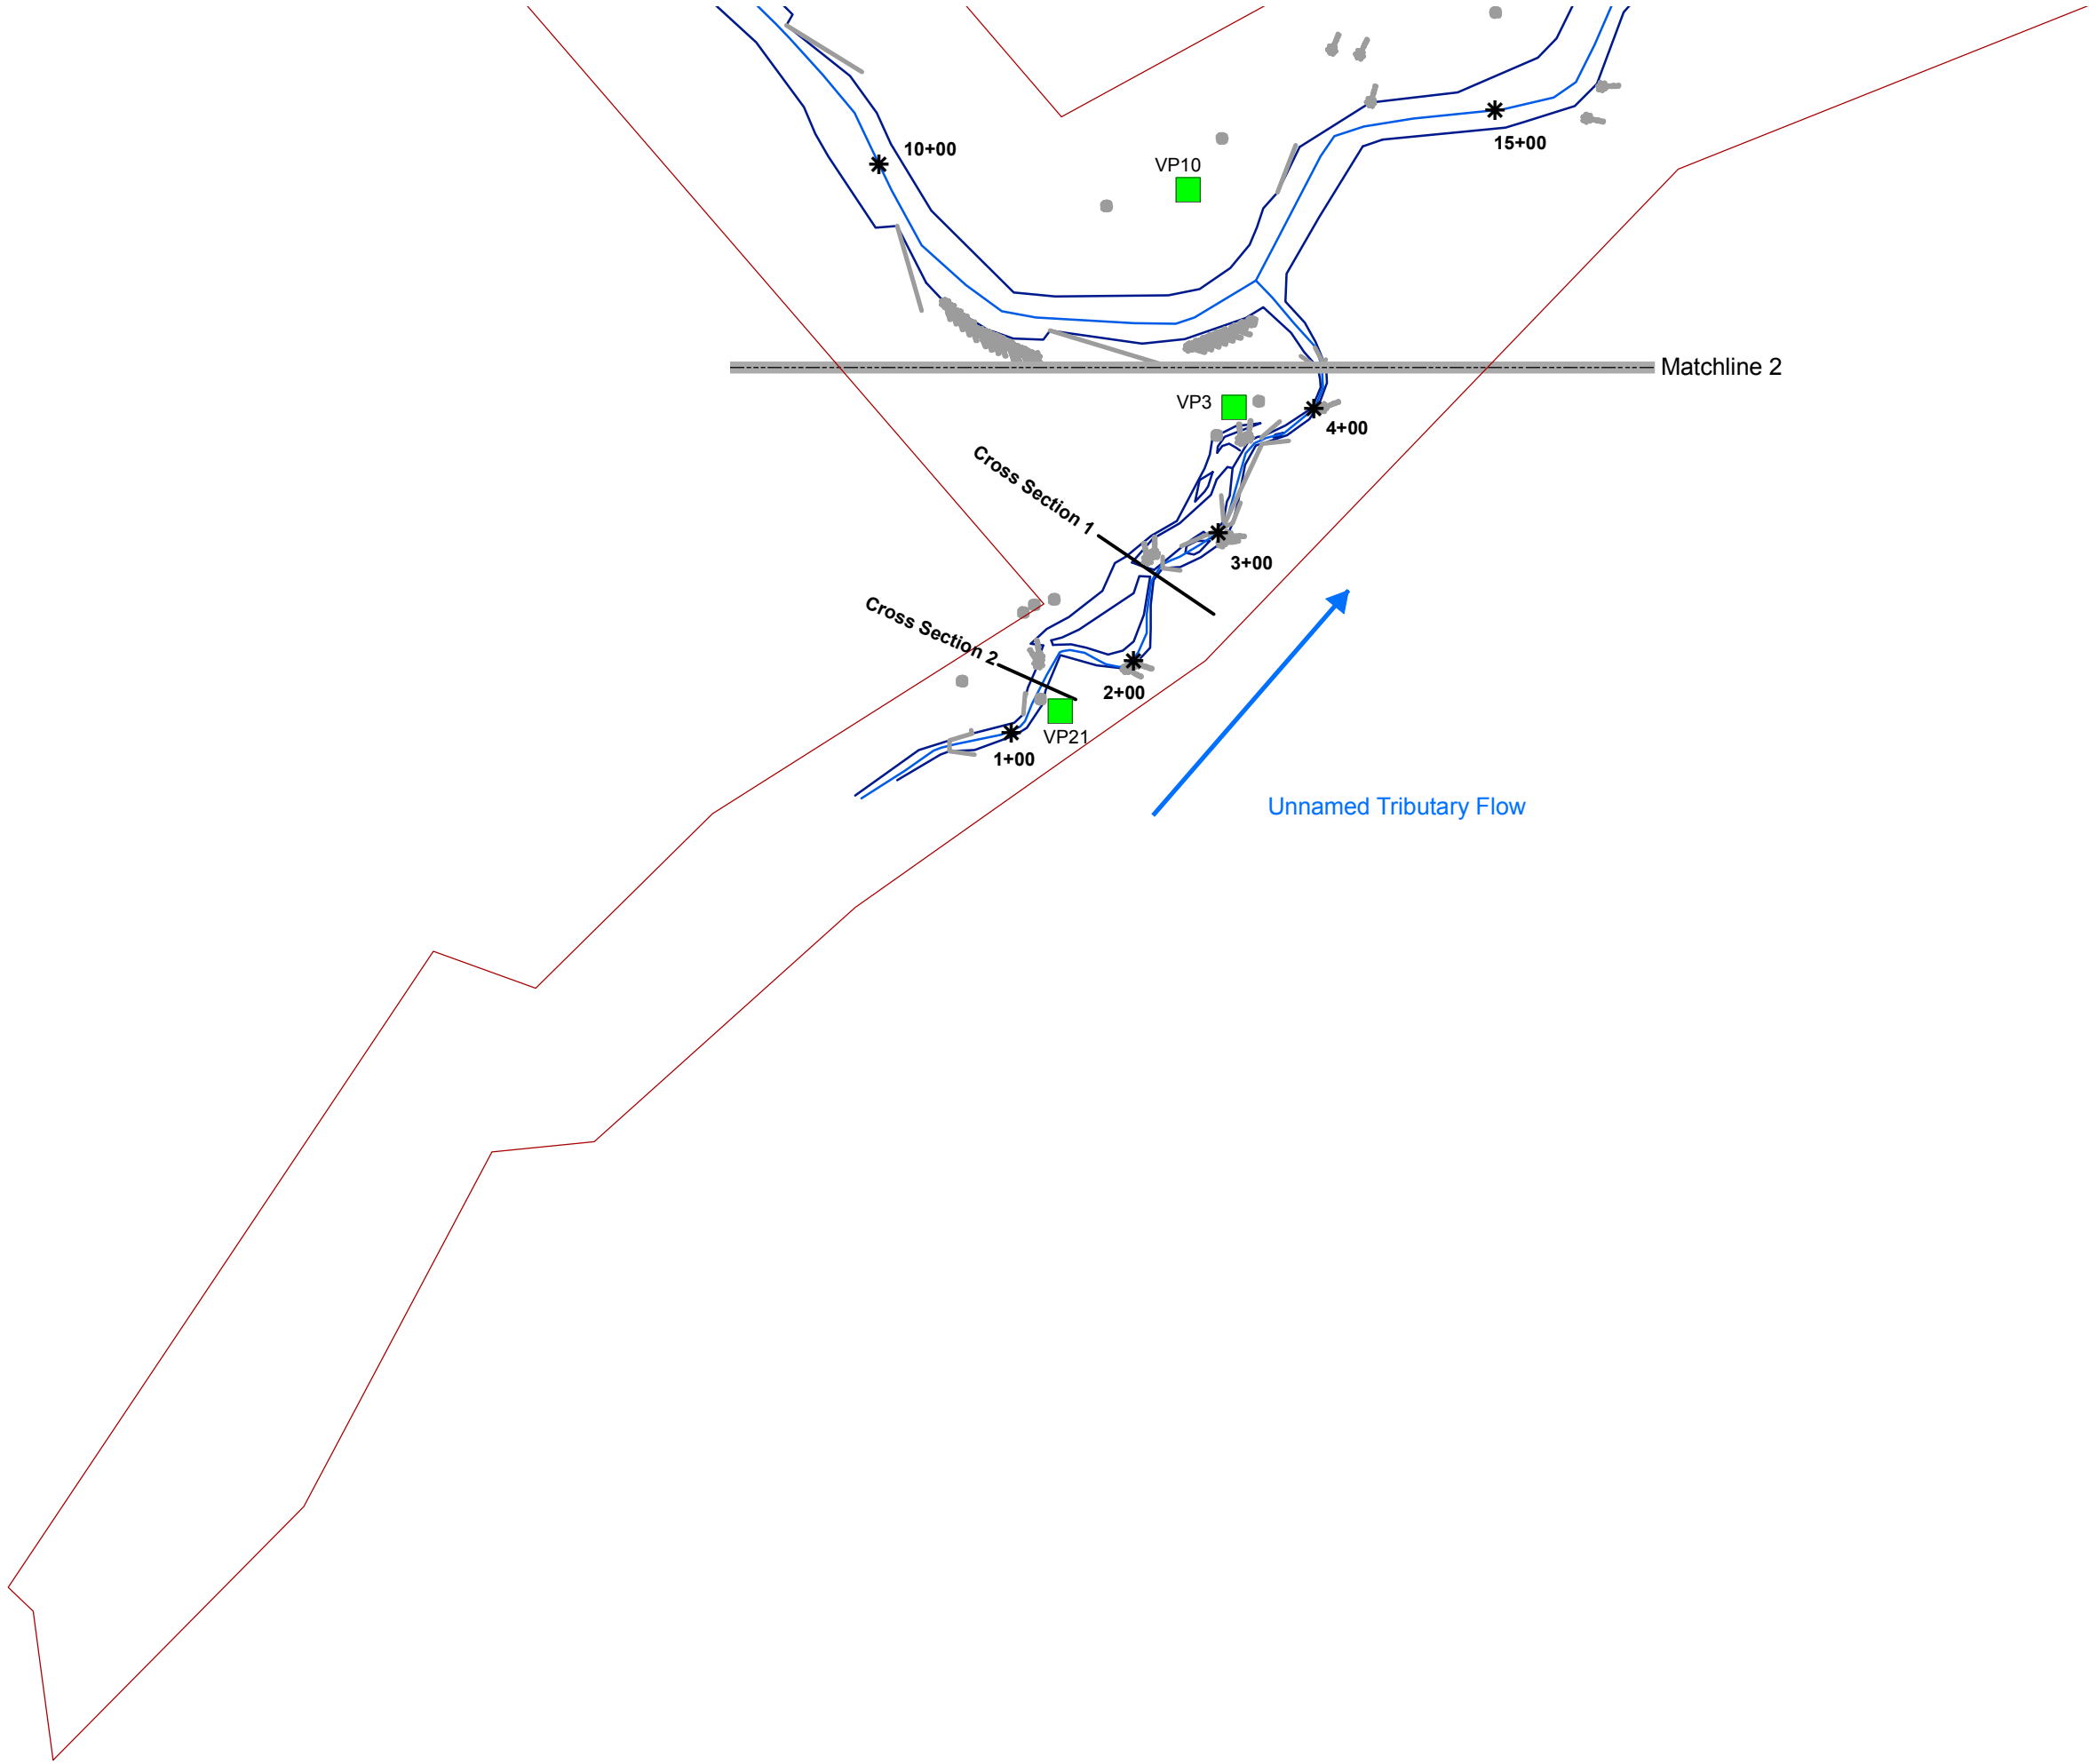 10+00
15+00
VP10
Matchline 2
VP3
4+00
Cross Section 1
3+00
Cross Section 2
2+00
VP21
1+00
Unnamed Tributary Flow